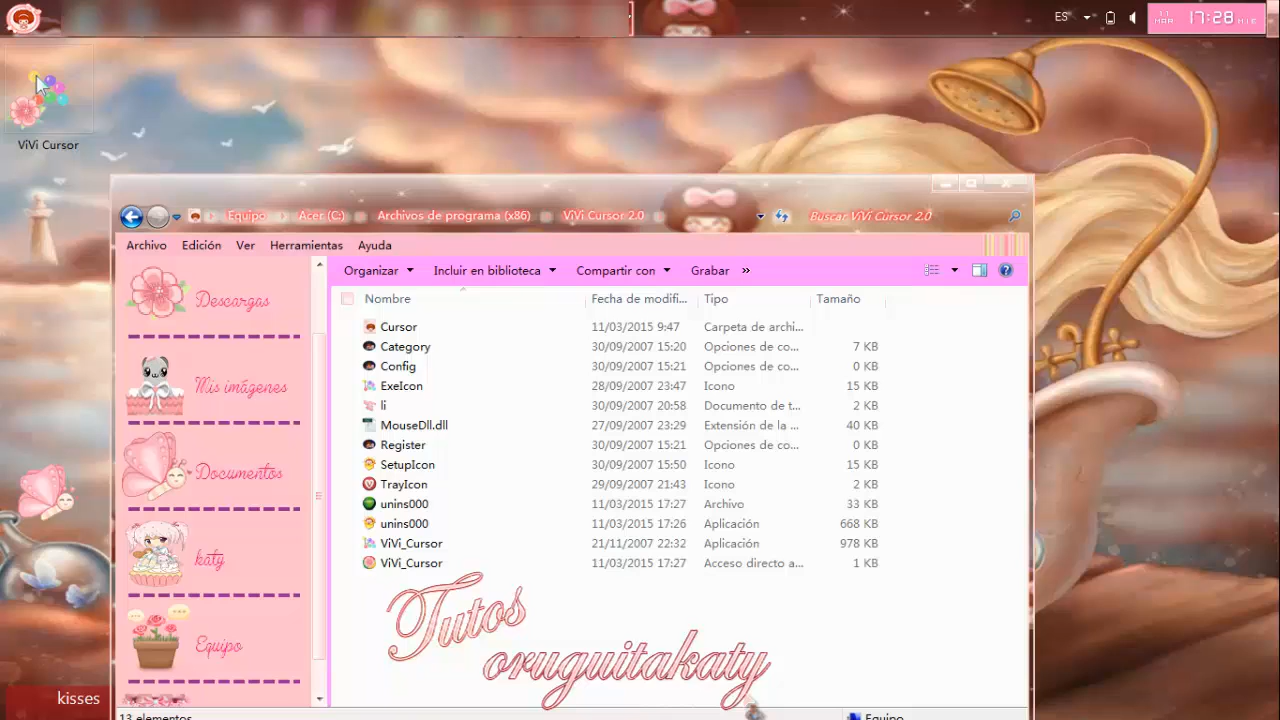 ES
11
MAR
17:28
MIE
ViVi Cursor
Equipo
Acer (C:)
Archivos de programa (x86)
ViVi Cursor 2.0
Buscar ViVi Cursor 2.0
Archivo Edición Ver Herramientas Ayuda
Organizar Incluir en biblioteca Compartir con Grabar »
Descargas
Mis imágenes
Documentos
katy
Equipo
Nombre Fecha de modifi... Tipo Tamaño
Cursor 11/03/2015 9:47 Carpeta de archi...
Category 30/09/2007 15:20 Opciones de co... 7 KB
Config 30/09/2007 15:21 Opciones de co... 0 KB
ExeIcon 28/09/2007 23:47 Icono 15 KB
li 30/09/2007 20:58 Documento de t... 2 KB
MouseDll.dll 27/09/2007 23:29 Extensión de la ... 40 KB
Register 30/09/2007 15:21 Opciones de co... 0 KB
SetupIcon 30/09/2007 15:50 Icono 15 KB
TrayIcon 29/09/2007 21:43 Icono 2 KB
unins000 11/03/2015 17:27 Archivo 33 KB
unins000 11/03/2015 17:26 Aplicación 668 KB
ViVi_Cursor 21/11/2007 22:32 Aplicación 978 KB
ViVi_Cursor 11/03/2015 17:27 Acceso directo a... 1 KB
Tutos
oruguitakaty
kisses
13 elementos
Equipo